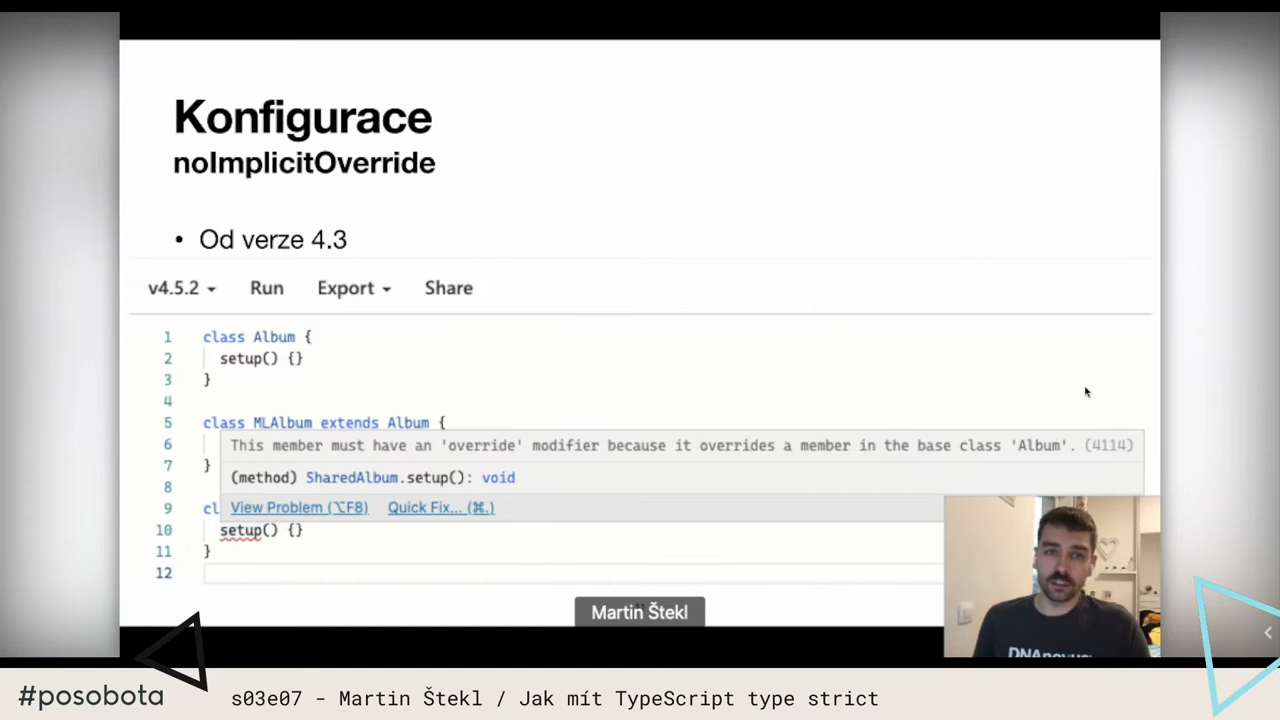 Konfigurace
noImplicitOverride
• Od verze 4.3
v4.5.2 Run Export Share
1 class Album {
2 setup() {}
3 }
4
5 class MLAlbum extends Album {
6 This member must have an 'override' modifier because it overrides a member in the base class 'Album'. (4114)
7 }
(method) SharedAlbum.setup(): void
8
9 cl View Problem (⌥F8) Quick Fix... (⌘.)
10 setup() {}
11 }
12
Martin Štekl
#posobota s03e07 - Martin Štekl / Jak mít TypeScript type strict